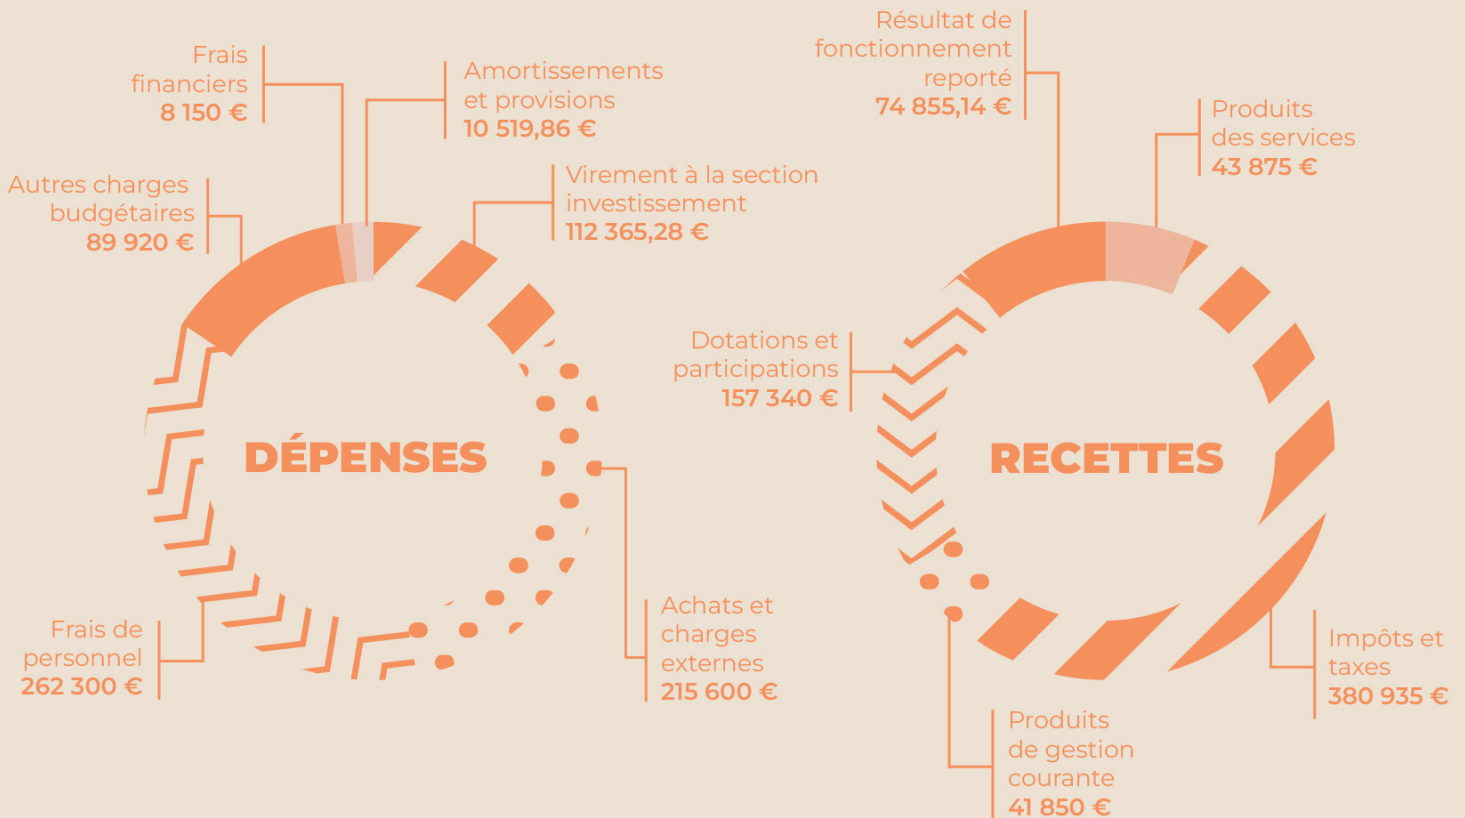 Frais
financiers
8 150 €
Amortissements
et provisions
10 519,86 €
Autres charges
budgétaires
89 920 €
Virement à la section
investissement
112 365,28 €
DÉPENSES
Frais de
personnel
262 300 €
Achats et
charges
externes
215 600 €
Résultat de
fonctionnement
reporté
74 855,14 €
Produits
des services
43 875 €
Dotations et
participations
157 340 €
RECETTES
Impôts et
taxes
380 935 €
Produits
de gestion
courante
41 850 €